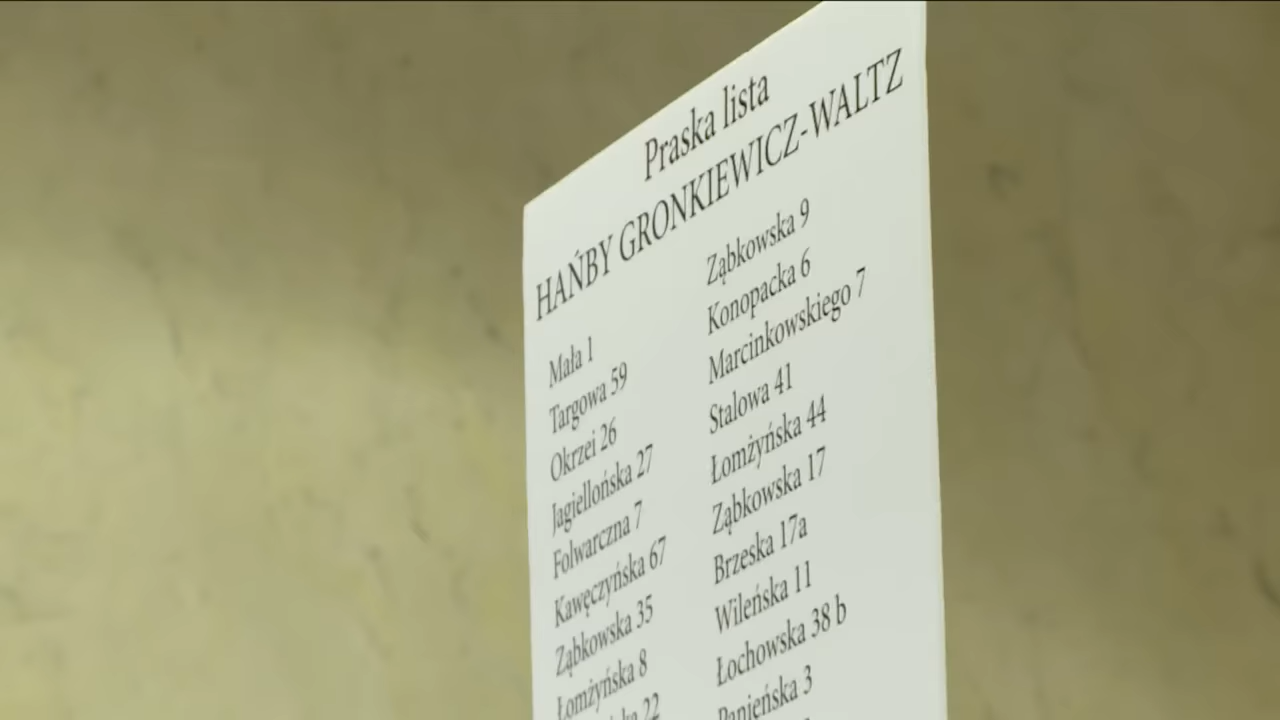 Praska lista
HAŃBY GRONKIEWICZ-WALTZ
Mała 1
Targowa 59
Okrzei 26
Jagiellońska 27
Folwarczna 7
Kawęczyńska 67
Ząbkowska 35
Łomżyńska 8
22
Ząbkowska 9
Konopacka 6
Marcinkowskiego 7
Stalowa 41
Łomżyńska 44
Ząbkowska 17
Brzeska 17a
Wileńska 11
Łochowska 38 b
Panieńska 3